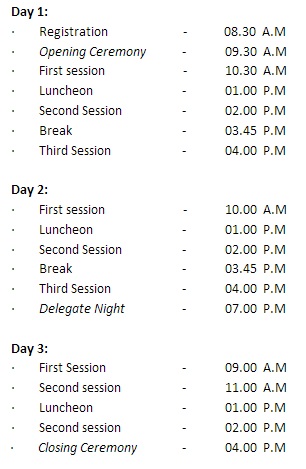 Day 1:
· Registration - 08.30 A.M
· Opening Ceremony - 09.30 A.M
· First session - 10.30 A.M
· Luncheon - 01.00 P.M
· Second Session - 02.00 P.M
· Break - 03.45 P.M
· Third Session - 04.00 P.M
Day 2:
· First session - 10.00 A.M
· Luncheon - 01.00 P.M
· Second Session - 02.00 P.M
· Break - 03.45 P.M
· Third Session - 04.00 P.M
· Delegate Night - 07.00 P.M
Day 3:
· First Session - 09.00 A.M
· Second session - 11.00 A.M
· Luncheon - 01.00 P.M
· Second session - 02.00 P.M
· Closing Ceremony - 04.00 P.M